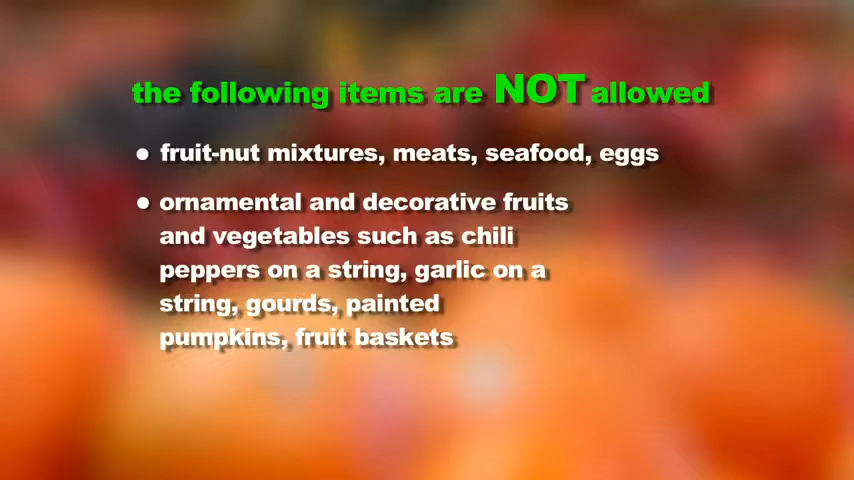 the following items are NOT allowed
• fruit-nut mixtures, meats, seafood, eggs
• ornamental and decorative fruits
and vegetables such as chili
peppers on a string, garlic on a
string, gourds, painted
pumpkins, fruit baskets